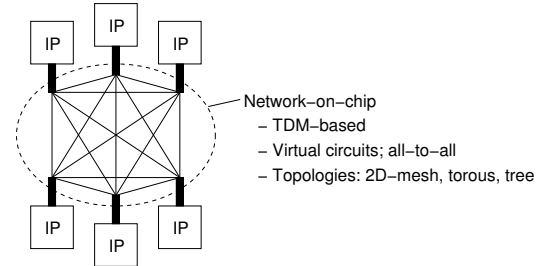 IP
IP
IP
Network−on−chip
− TDM−based
− Virtual circuits; all−to−all
− Topologies: 2D−mesh, torous, tree
IP
IP
IP